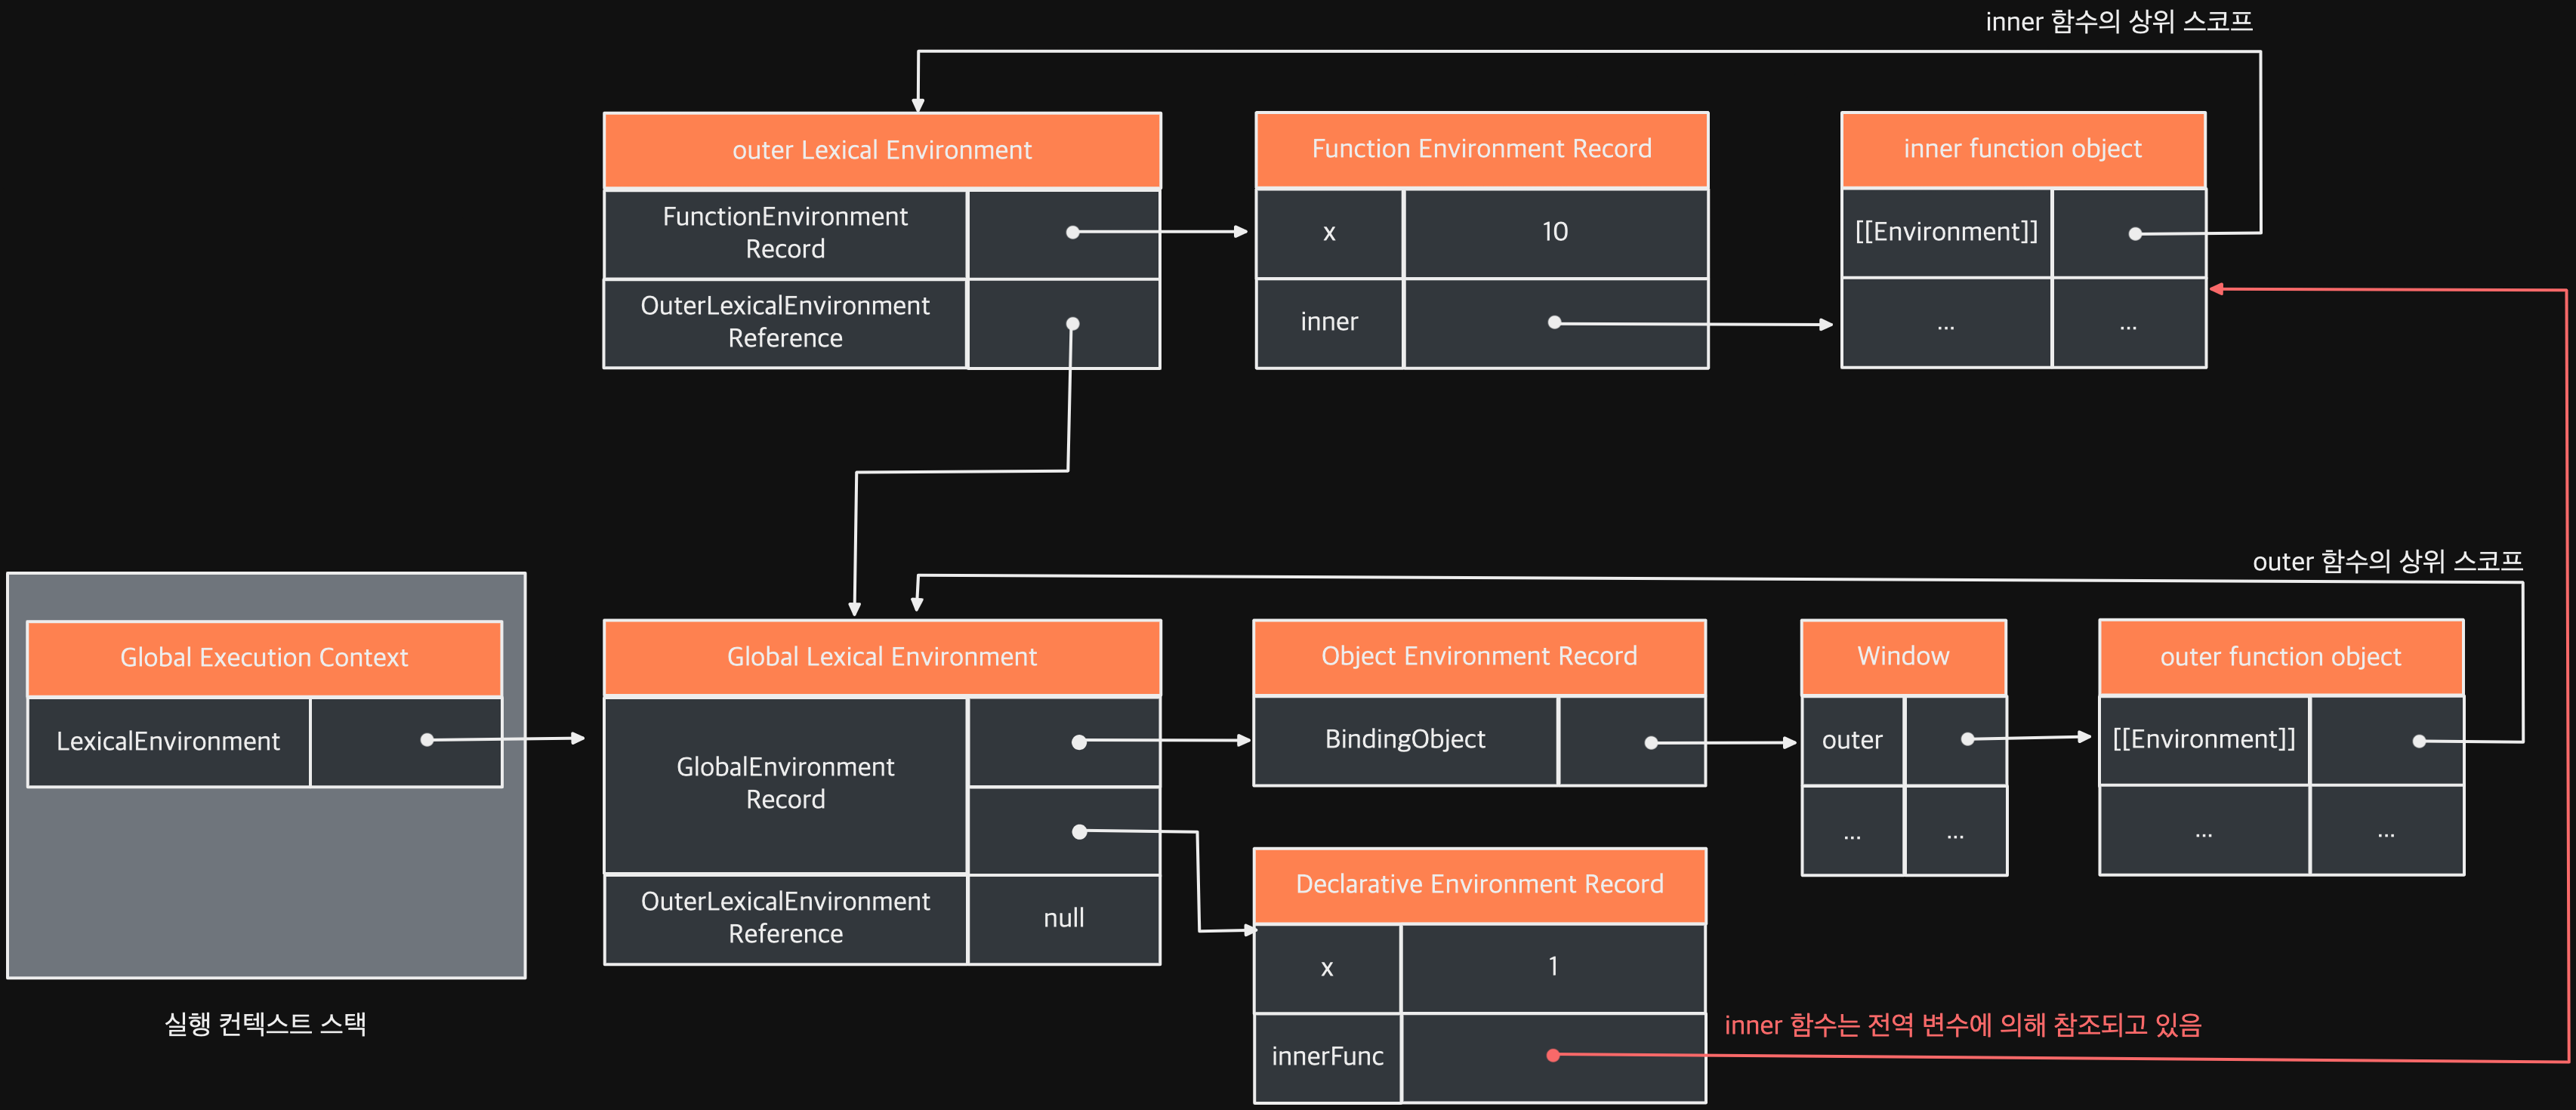 inner 함수의 상위 스코프
outer Lexical Environment
FunctionEnvironment
Record
OuterLexicalEnvironment
Reference
Function Environment Record
x
10
inner
inner function object
[[Environment]]
...
...
outer 함수의 상위 스코프
Global Execution Context
LexicalEnvironment
실행 컨텍스트 스택
Global Lexical Environment
GlobalEnvironment
Record
OuterLexicalEnvironment
Reference
null
Object Environment Record
BindingObject
Window
outer
...
...
outer function object
[[Environment]]
...
...
Declarative Environment Record
x
1
innerFunc
inner 함수는 전역 변수에 의해 참조되고 있음